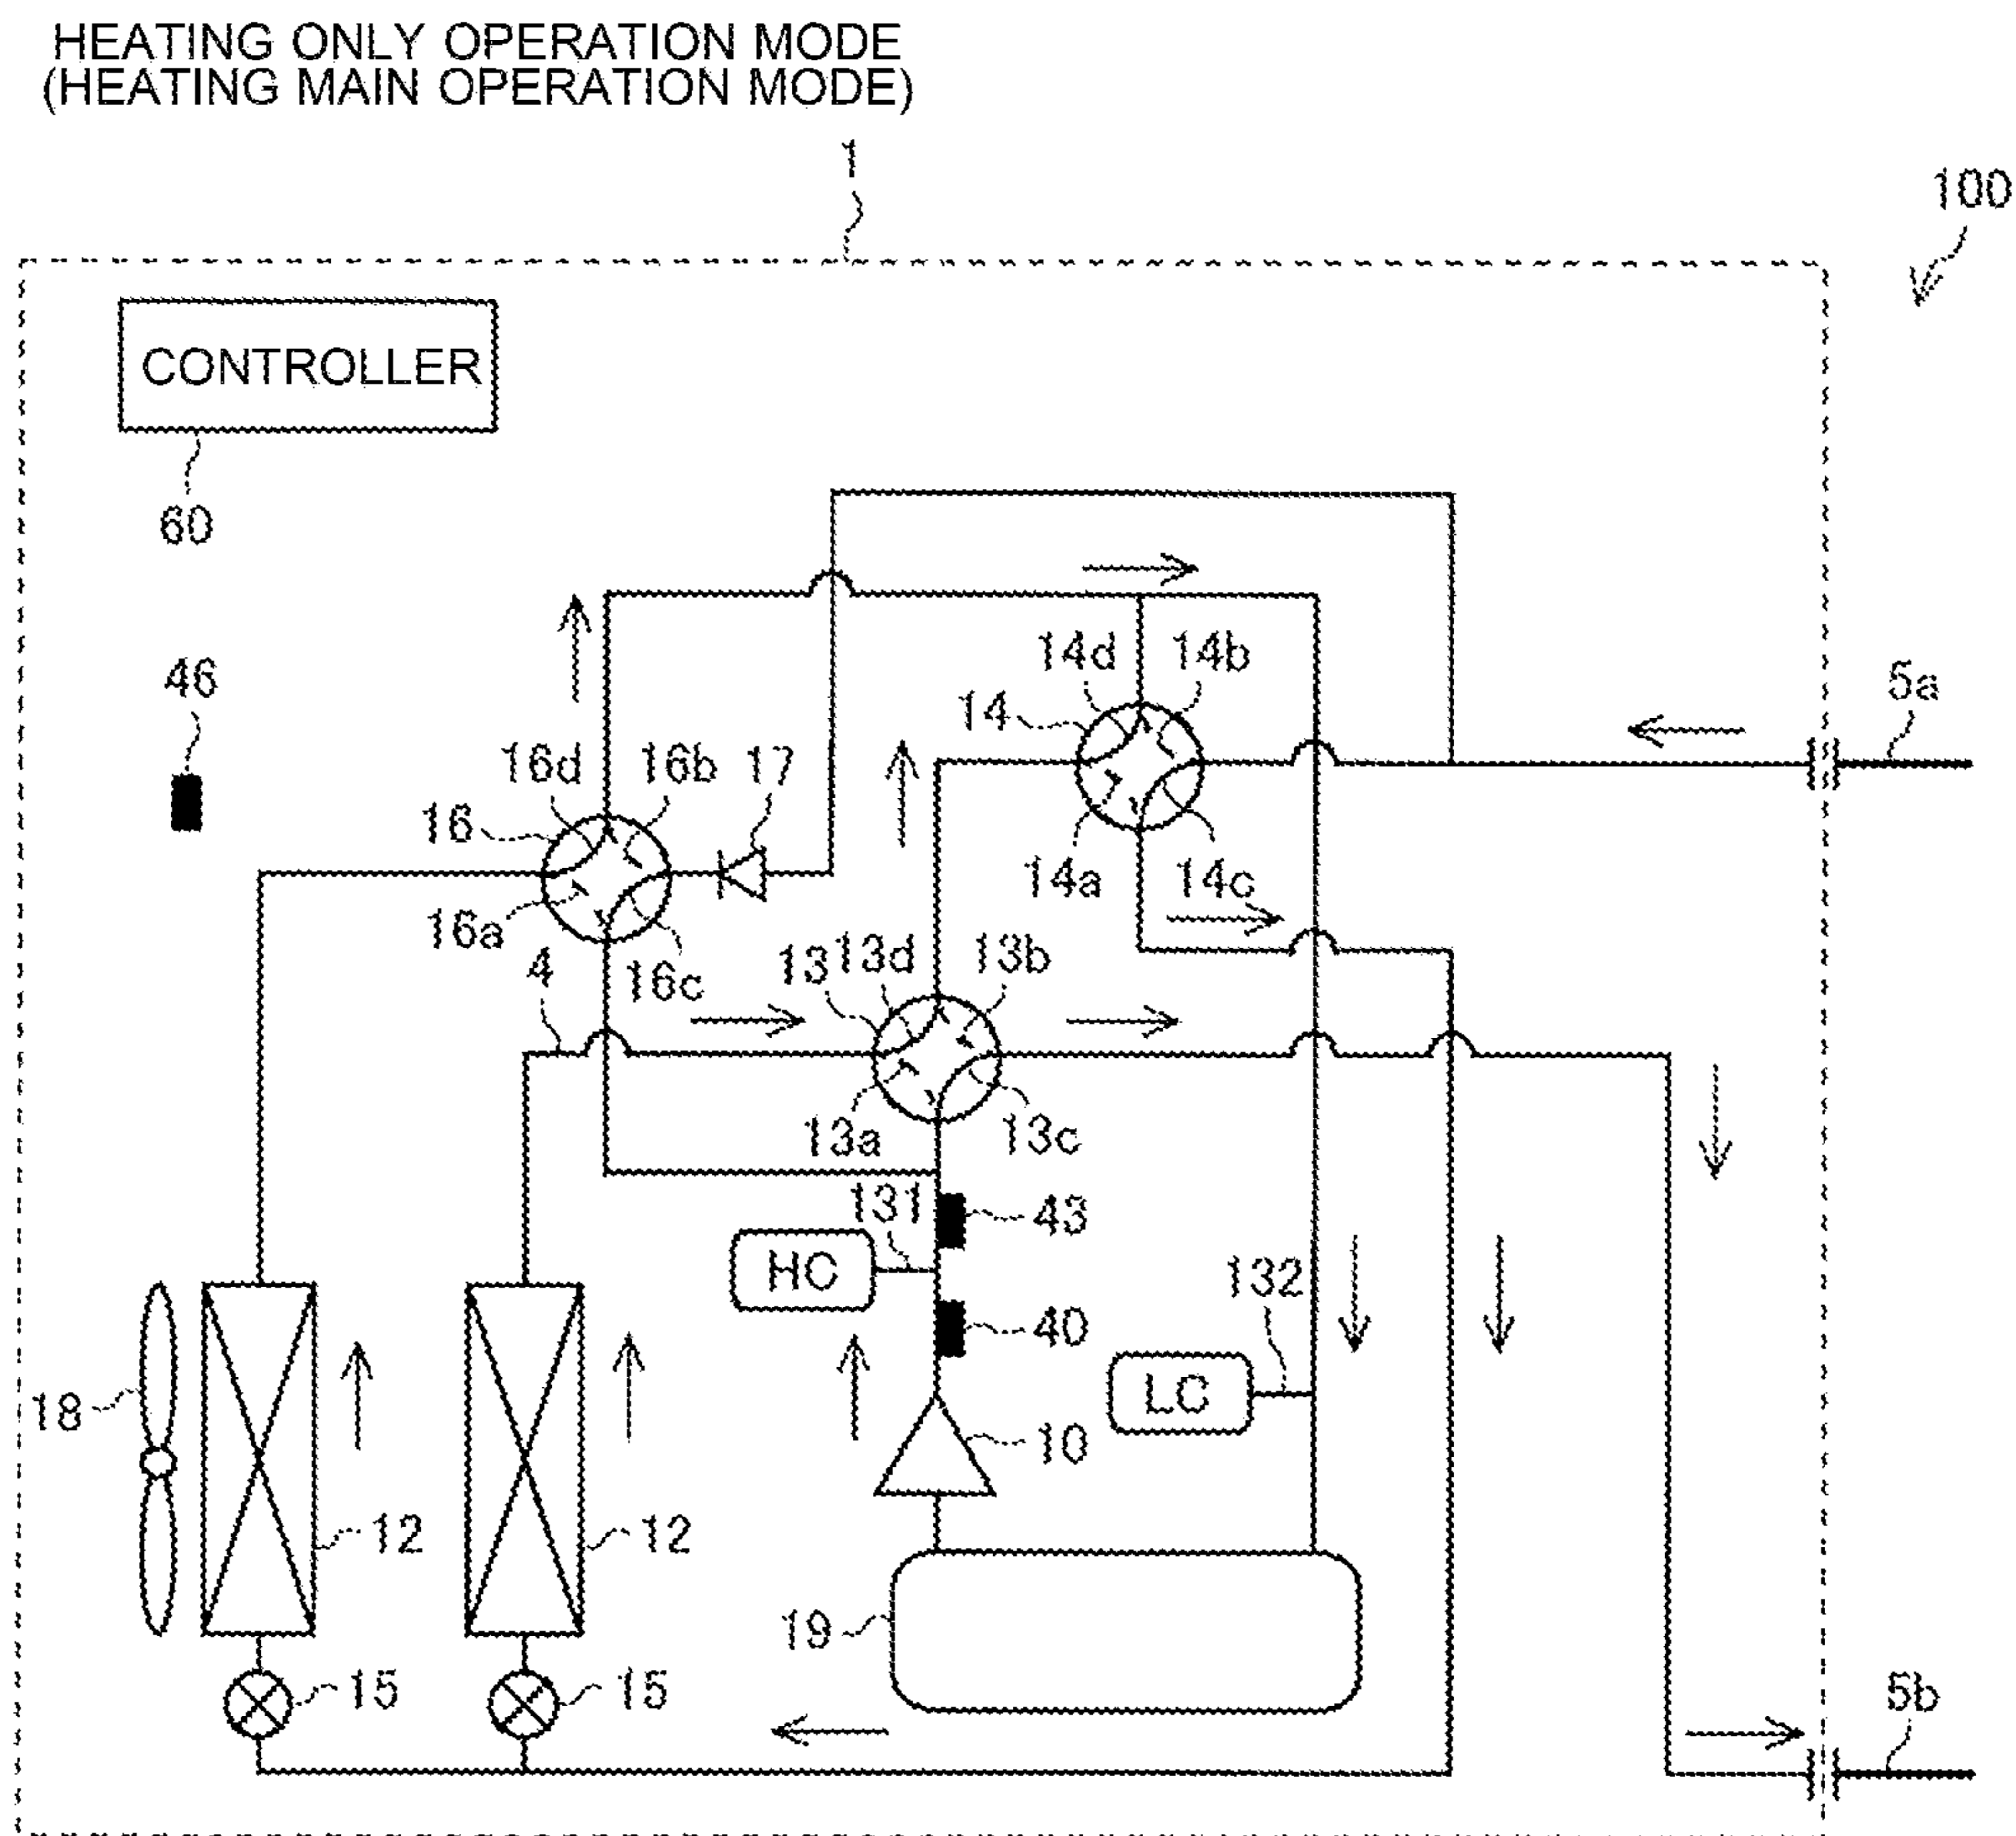 HEATING ONLY OPERATION MODE
(HEATING MAIN OPERATION MODE)
1
100
CONTROLLER
60
46
14d 14b
14
5a
16d 16b 17
16
14a 14c
16a
16c
4
13 13d 13b
13a 13c
131
43
HC
132
40
LC
18
10
12
12
19
15
15
5b